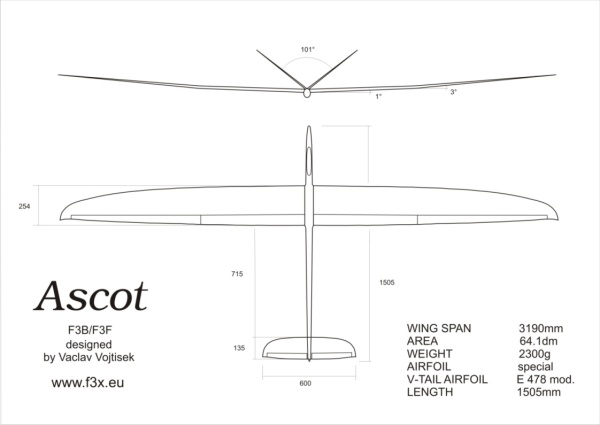 101°
1°
3°
254
715
1505
135
600
Ascot
F3B/F3F
designed
by Vaclav Vojtisek
www.f3x.eu
WING SPAN 3190mm
AREA 64.1dm
WEIGHT 2300g
AIRFOIL special
V-TAIL AIRFOIL E 478 mod.
LENGTH 1505mm